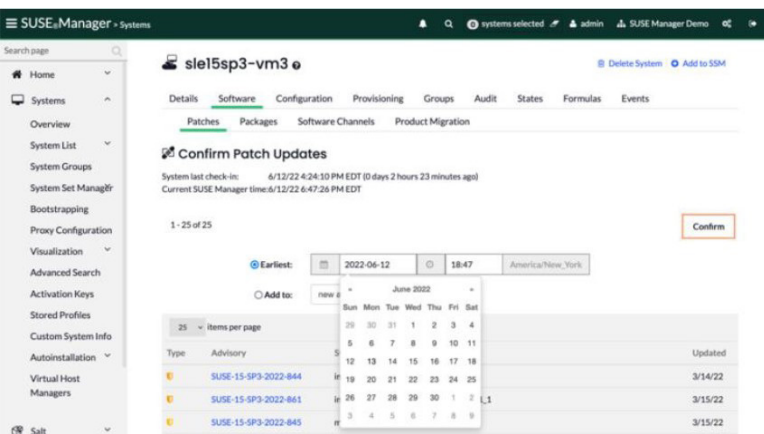 SUSE Manager > Systems
systems selected
admin
SUSE Manager Demo
Search page
Home
Systems
Overview
System List
System Groups
System Set Manager
Bootstrapping
Proxy Configuration
Visualization
Advanced Search
Activation Keys
Stored Profiles
Custom System Info
Autoinstallation
Virtual Host
Managers
Salt
sle15sp3-vm3
Delete System
Add to SSM
Details Software Configuration Provisioning Groups Audit States Formulas Events
Patches Packages Software Channels Product Migration
Confirm Patch Updates
System last check-in: 6/12/22 4:24:10 PM EDT (0 days 2 hours 23 minutes ago)
Current SUSE Manager time:6/12/22 6:47:26 PM EDT
1 - 25 of 25
Confirm
Earliest: 2022-06-12 18:47 America/New_York
Add to: new a
« June 2022 »
Sun Mon Tue Wed Thu Fri Sat
29 30 31 1 2 3 4
5 6 7 8 9 10 11
12 13 14 15 16 17 18
19 20 21 22 23 24 25
26 27 28 29 30 1 2
3 4 5 6 7 8 9
25 items per page
Type Advisory S Updated
SUSE-15-SP3-2022-844 3/14/22
SUSE-15-SP3-2022-861 3/15/22
SUSE-15-SP3-2022-845 3/15/22